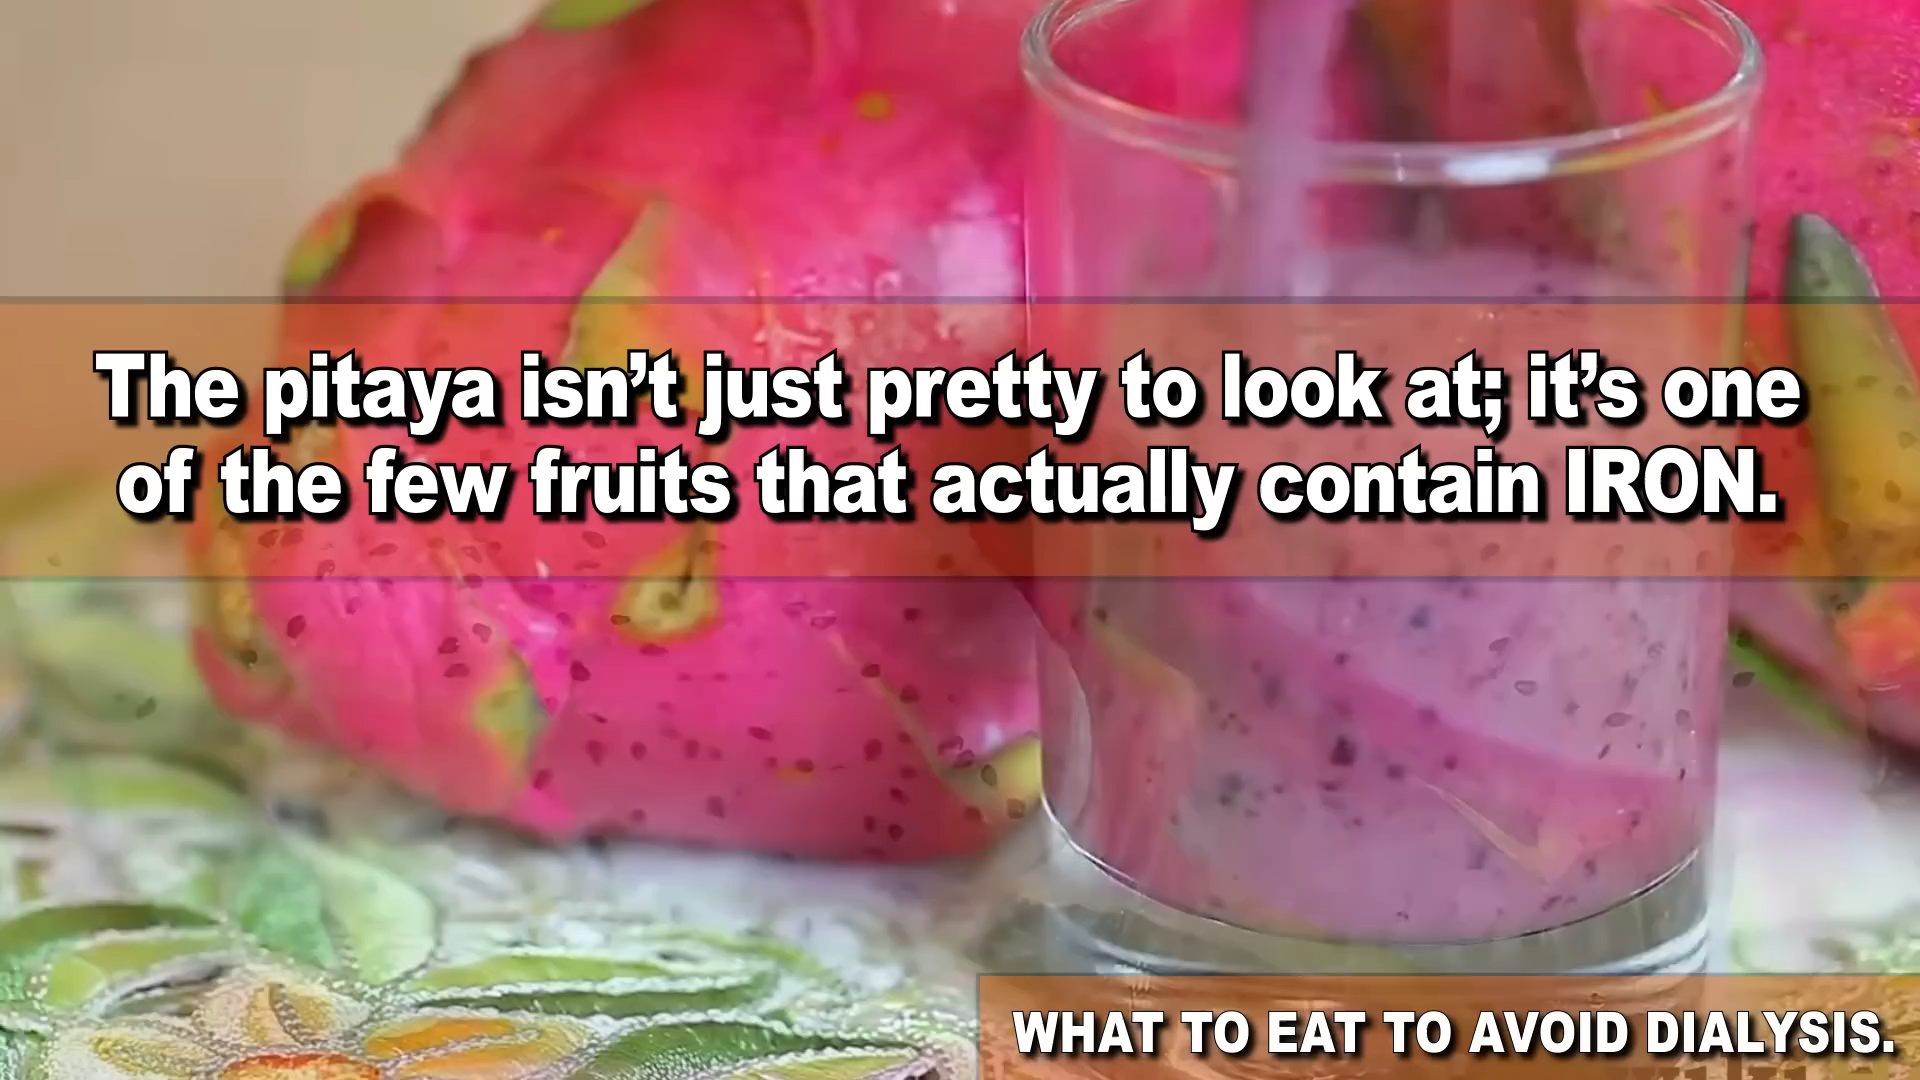 The pitaya isn’t just pretty to look at; it’s one
of the few fruits that actually contain IRON.
WHAT TO EAT TO AVOID DIALYSIS.